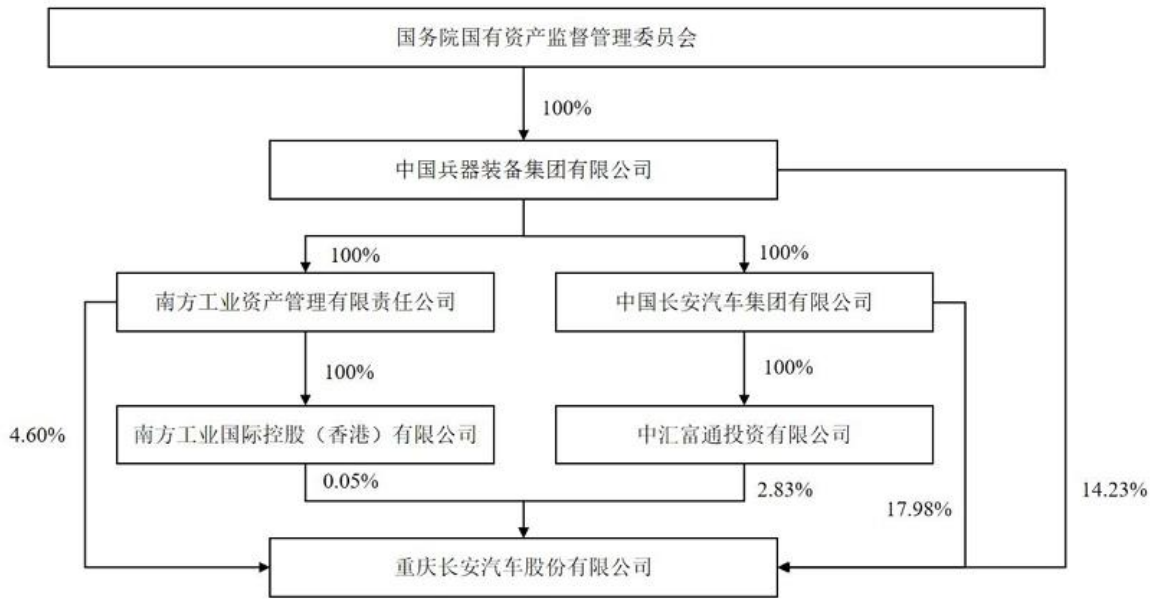 国务院国有资产监督管理委员会
100%
中国兵器装备集团有限公司
100%
100%
南方工业资产管理有限责任公司
中国长安汽车集团有限公司
100%
100%
4.60%
南方工业国际控股（香港）有限公司
中汇富通投资有限公司
0.05%
2.83%
17.98%
14.23%
重庆长安汽车股份有限公司